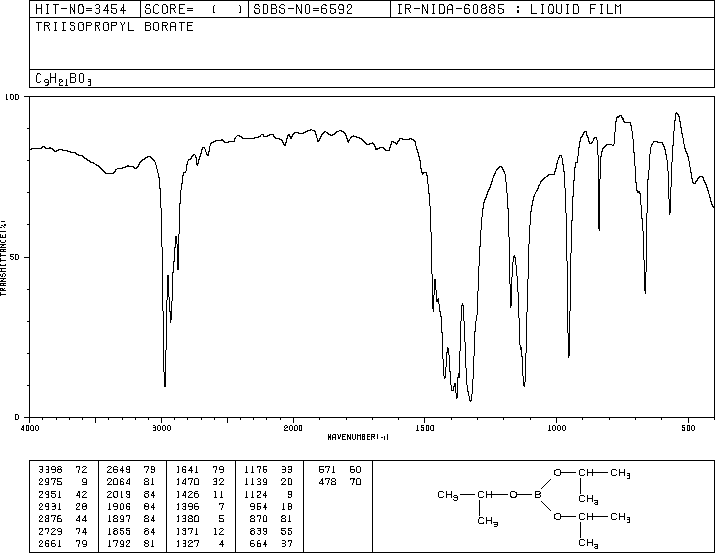 HIT-NO=3454 SCORE= ( ) SDBS-NO=6592 IR-NIDA-60885 : LIQUID FILM
TRIISOPROPYL BORATE
C9H21BO3
100
50
0
TRANSMITTANCE(%)
4000 3000 2000 1500 1000 500
WAVENUMBER(-1)
3398 72 2649 79 1641 79 1176 33 571 60
2975 9 2064 81 1470 32 1139 20 478 70
2951 42 2019 84 1426 11 1124 9
2931 28 1906 84 1396 7 954 18
2876 44 1897 84 1380 5 870 81
2729 74 1855 84 1371 12 839 55
2661 79 1792 81 1327 4 664 37
O CH CH3
CH3 CH O B CH3
CH3 O CH CH3
CH3